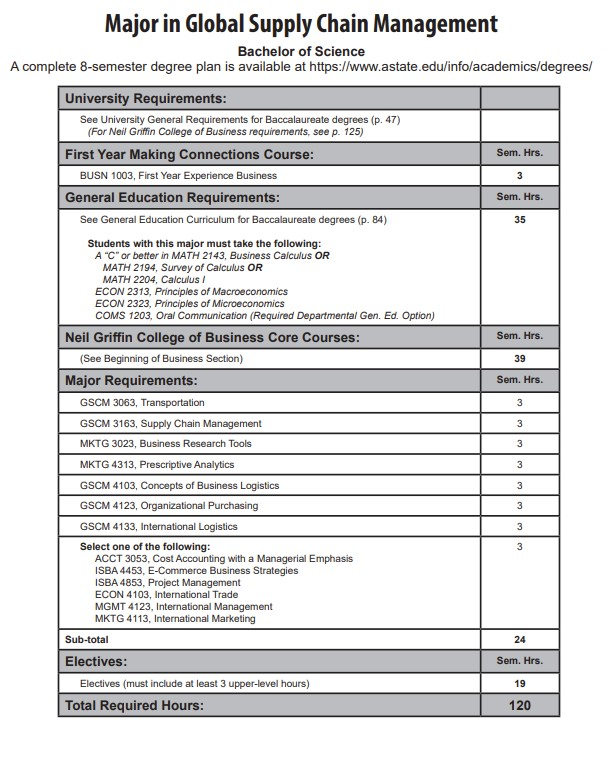 Major in Global Supply Chain Management
Bachelor of Science
A complete 8-semester degree plan is available at https://www.astate.edu/info/academics/degrees/
University Requirements:
See University General Requirements for Baccalaureate degrees (p. 47)
(For Neil Griffin College of Business requirements, see p. 125)
First Year Making Connections Course: Sem. Hrs.
BUSN 1003, First Year Experience Business 3
General Education Requirements: Sem. Hrs.
See General Education Curriculum for Baccalaureate degrees (p. 84) 35
Students with this major must take the following:
A “C” or better in MATH 2143, Business Calculus OR
MATH 2194, Survey of Calculus OR
MATH 2204, Calculus I
ECON 2313, Principles of Macroeconomics
ECON 2323, Principles of Microeconomics
COMS 1203, Oral Communication (Required Departmental Gen. Ed. Option)
Neil Griffin College of Business Core Courses: Sem. Hrs.
(See Beginning of Business Section) 39
Major Requirements: Sem. Hrs.
GSCM 3063, Transportation 3
GSCM 3163, Supply Chain Management 3
MKTG 3023, Business Research Tools 3
MKTG 4313, Prescriptive Analytics 3
GSCM 4103, Concepts of Business Logistics 3
GSCM 4123, Organizational Purchasing 3
GSCM 4133, International Logistics 3
Select one of the following: 3
ACCT 3053, Cost Accounting with a Managerial Emphasis
ISBA 4453, E-Commerce Business Strategies
ISBA 4853, Project Management
ECON 4103, International Trade
MGMT 4123, International Management
MKTG 4113, International Marketing
Sub-total 24
Electives: Sem. Hrs.
Electives (must include at least 3 upper-level hours) 19
Total Required Hours: 120